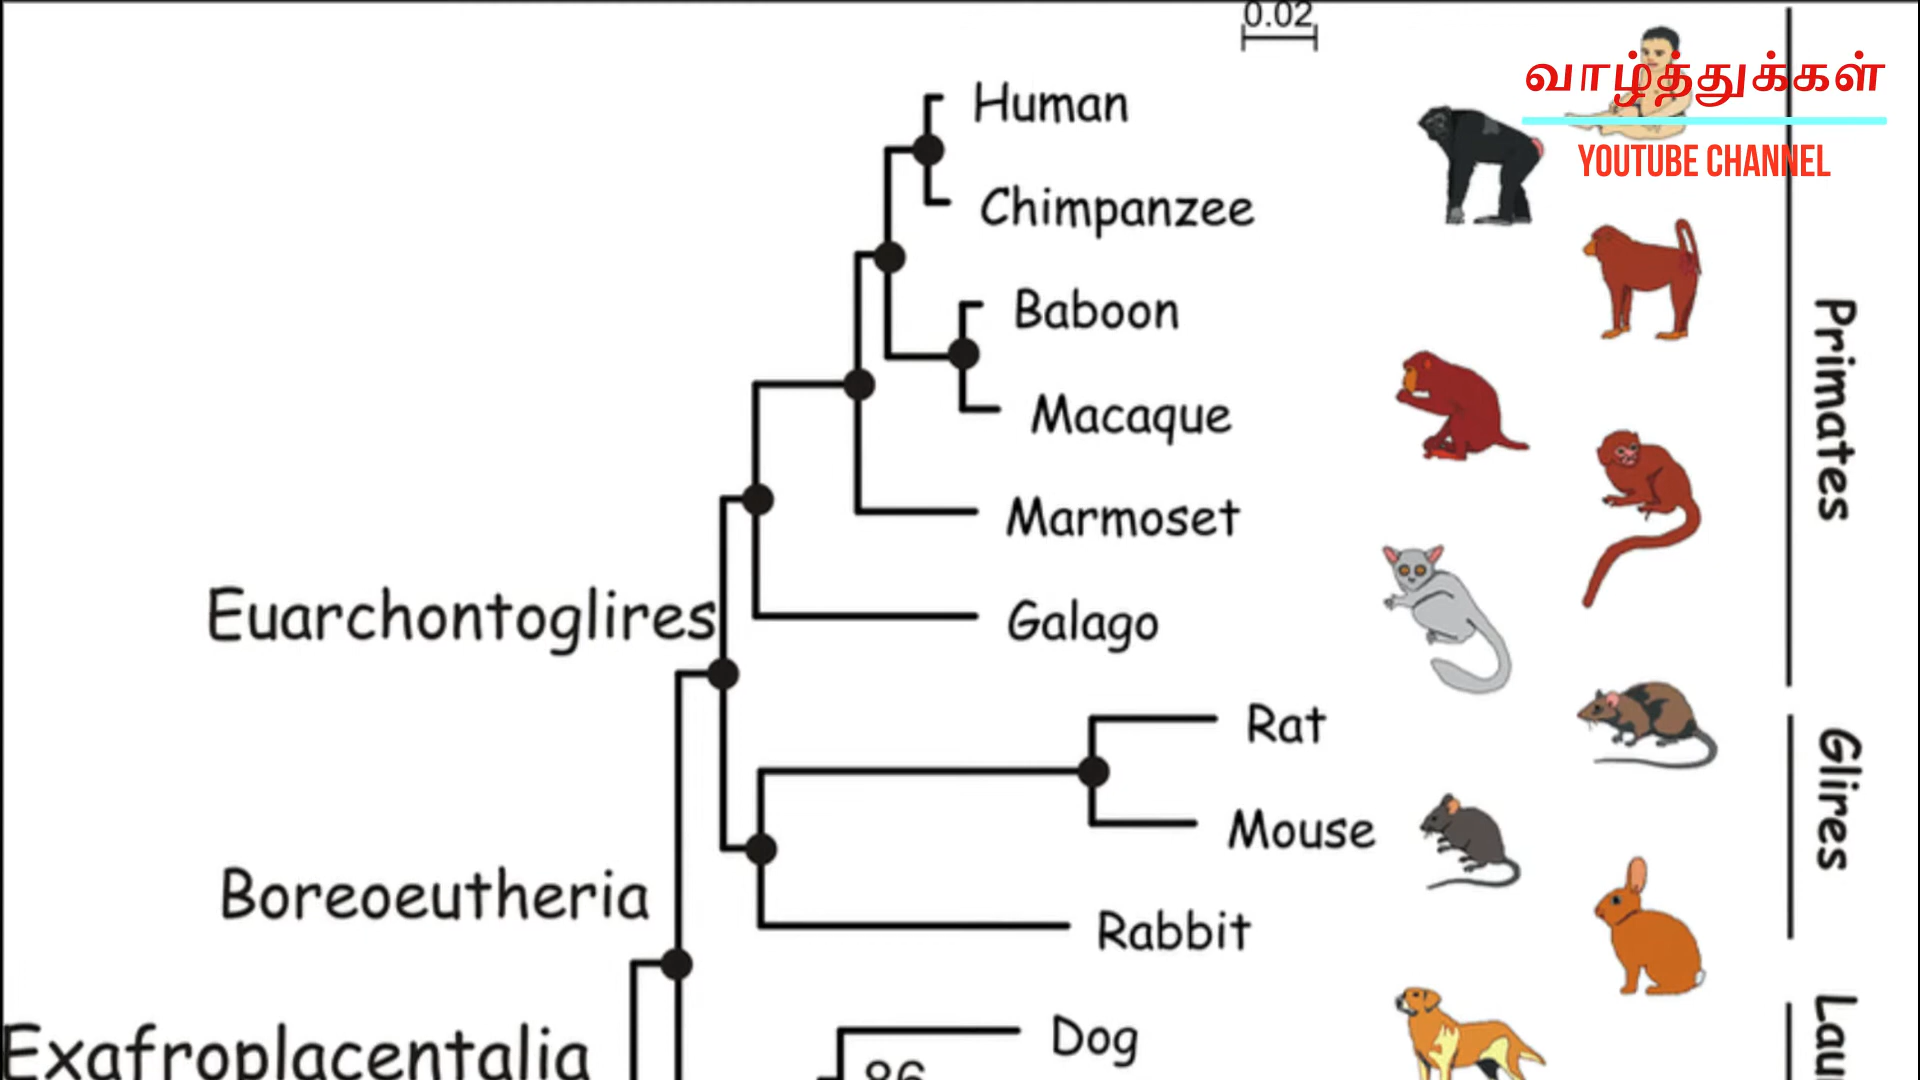 0.02
வாழ்த்துக்கள்
YOUTUBE CHANNEL
Human
Chimpanzee
Baboon
Macaque
Marmoset
Galago
Primates
Euarchontoglires
Rat
Mouse
Rabbit
Glires
Boreoeutheria
Exafroplacentalia
Dog
86